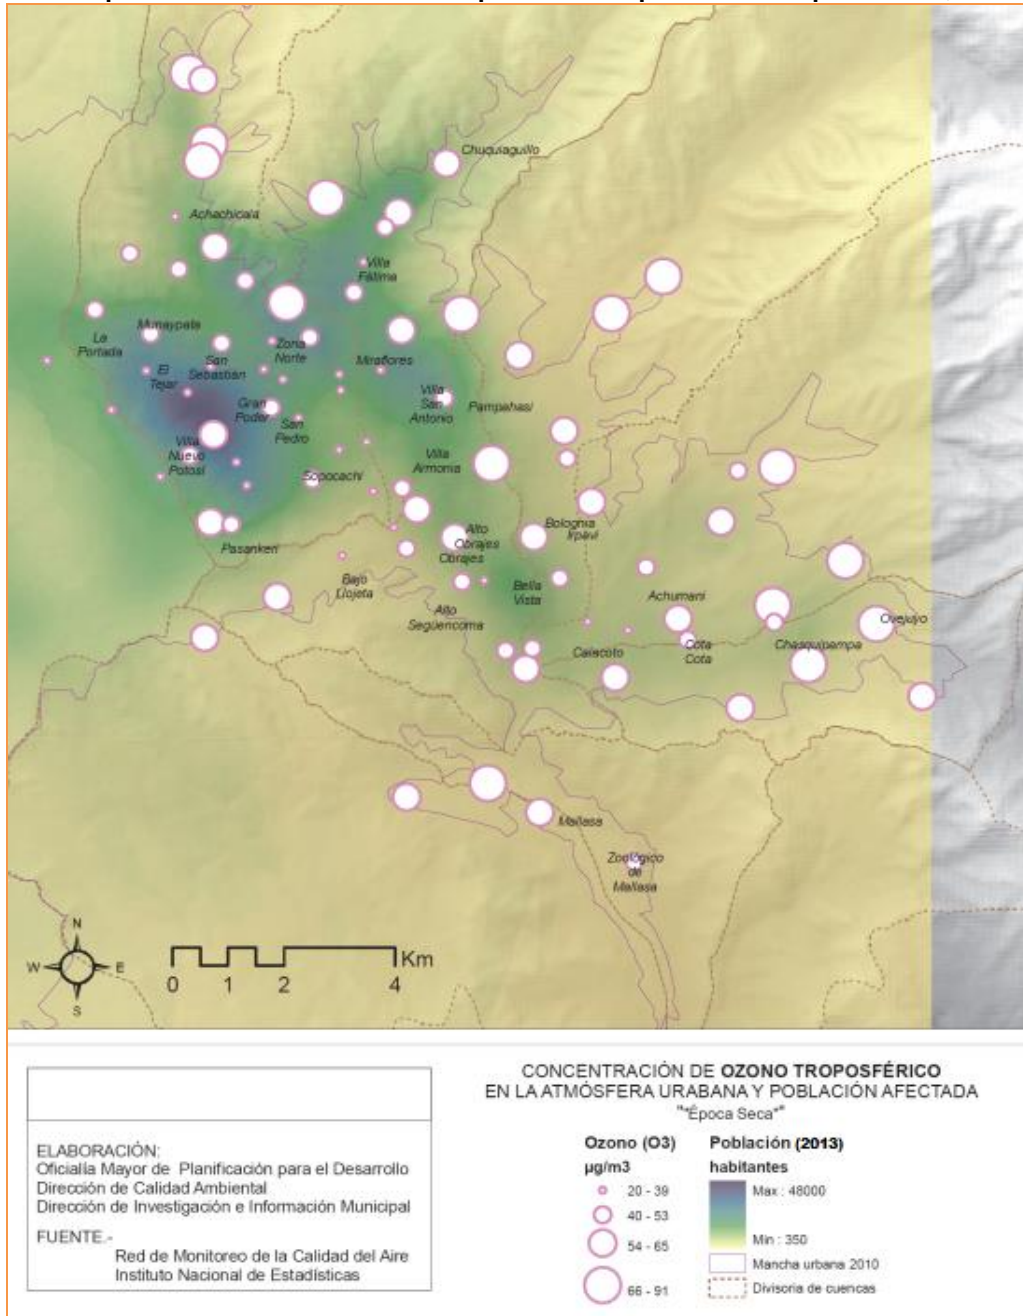 Chuquiaguillo
Achachicala
Villa
Fátima
Munaypata
La
Portada
Zona
Norte
San
Sebastian
Miraflores
El
Tejar
Villa
San
Antonio
Gran
Poder
Pampahasi
San
Pedro
Villa
Nuevo
Potosí
Villa
Armonia
Sopocachi
Bolognia
Irpavi
Alto
Obrajes
Obrajes
Pasankeri
Bajo
Llojeta
Bella
Vista
Achumani
Alto
Següencoma
Ovejuyo
Calacoto
Cota
Cota
Chasquipampa
Mallasa
Zoológico
de
Mallasa
N
W
E
S
Km
0 1 2 4
CONCENTRACIÓN DE OZONO TROPOSFÉRICO
EN LA ATMÓSFERA URABANA Y POBLACIÓN AFECTADA
"*Época Seca*"
ELABORACIÓN:
Oficialía Mayor de Planificación para el Desarrollo
Dirección de Calidad Ambiental
Dirección de Investigación e Información Municipal
FUENTE.-
Red de Monitoreo de la Calidad del Aire
Instituto Nacional de Estadísticas
Ozono (O3)
µg/m3
20 - 39
40 - 53
54 - 65
66 - 91
Población (2013)
habitantes
Max : 48000
Min : 350
Mancha urbana 2010
Divisoria de cuencas